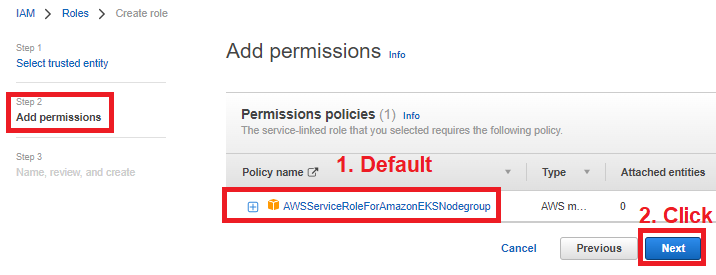 IAM > Roles > Create role
Step 1
Select trusted entity
Step 2
Add permissions
Step 3
Name, review, and create
Add permissions Info
Permissions policies (1) Info
The service-linked role that you selected requires the following policy.
1. Default
Policy name Type Attached entities
AWSServiceRoleForAmazonEKSNodegroup AWS m... 0
2. Click
Cancel Previous Next